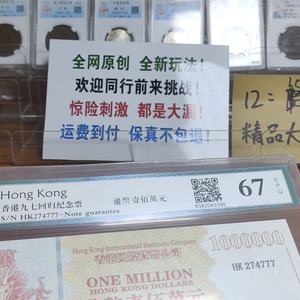 全网原创 全新玩法!
欢迎同行前来挑战!
惊险刺激 都是大漏!
运费到付 保真不包退!
12=
精品大
Hong Kong
香港九七回归纪念票
S/N HK274777-Note guarantee
港幣壹佰萬元
67
EPQ
Hong Kong International Banknote Company
1000000
HK 274777
ONE MILLION
HONG KONG DOLLARS